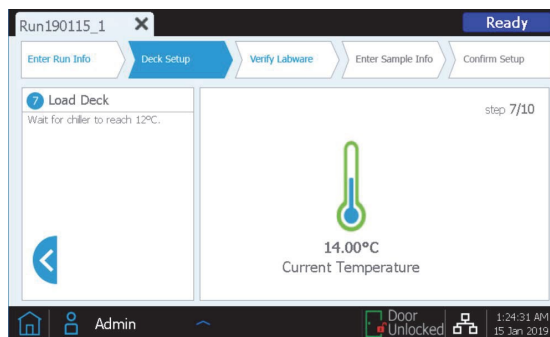 Run190115_1
Ready
Enter Run Info
Deck Setup
Verify Labware
Enter Sample Info
Confirm Setup
7 Load Deck
Wait for chiller to reach 12ºC.
step 7/10
14.00°C
Current Temperature
Admin
Door
Unlocked
1:24:31 AM
15 Jan 2019